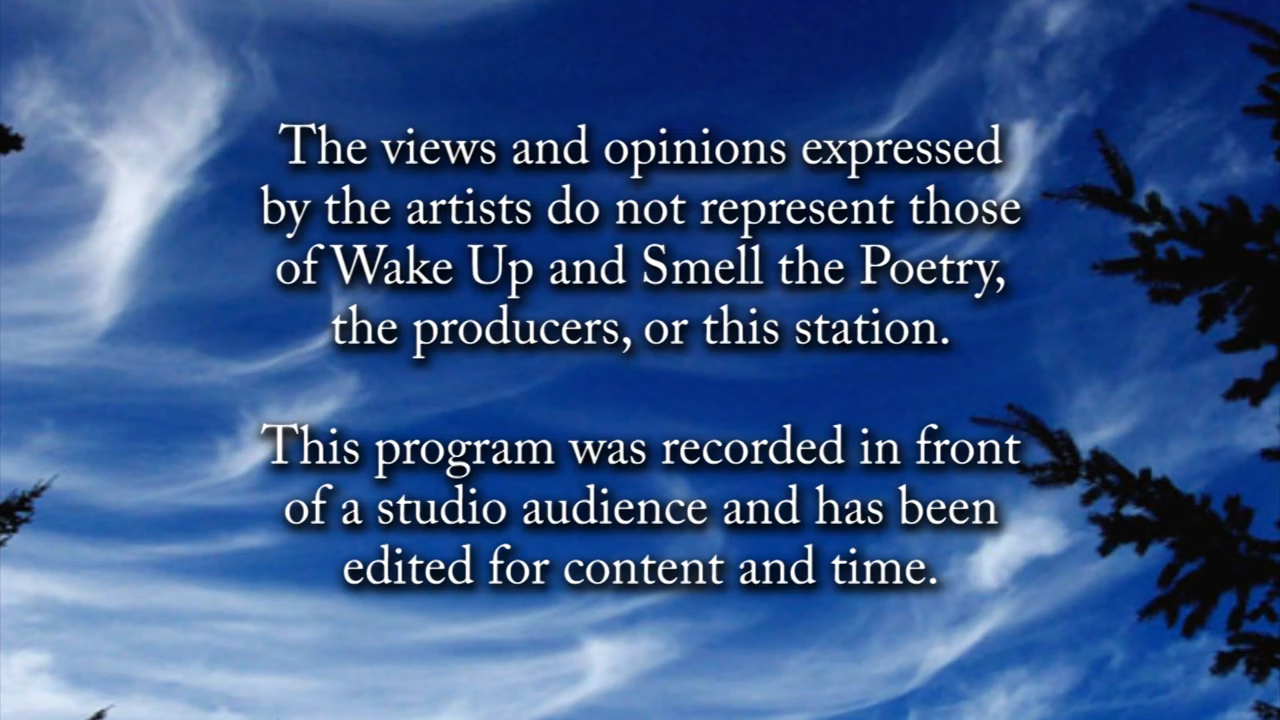 The views and opinions expressed
by the artists do not represent those
of Wake Up and Smell the Poetry,
the producers, or this station.
This program was recorded in front
of a studio audience and has been
edited for content and time.